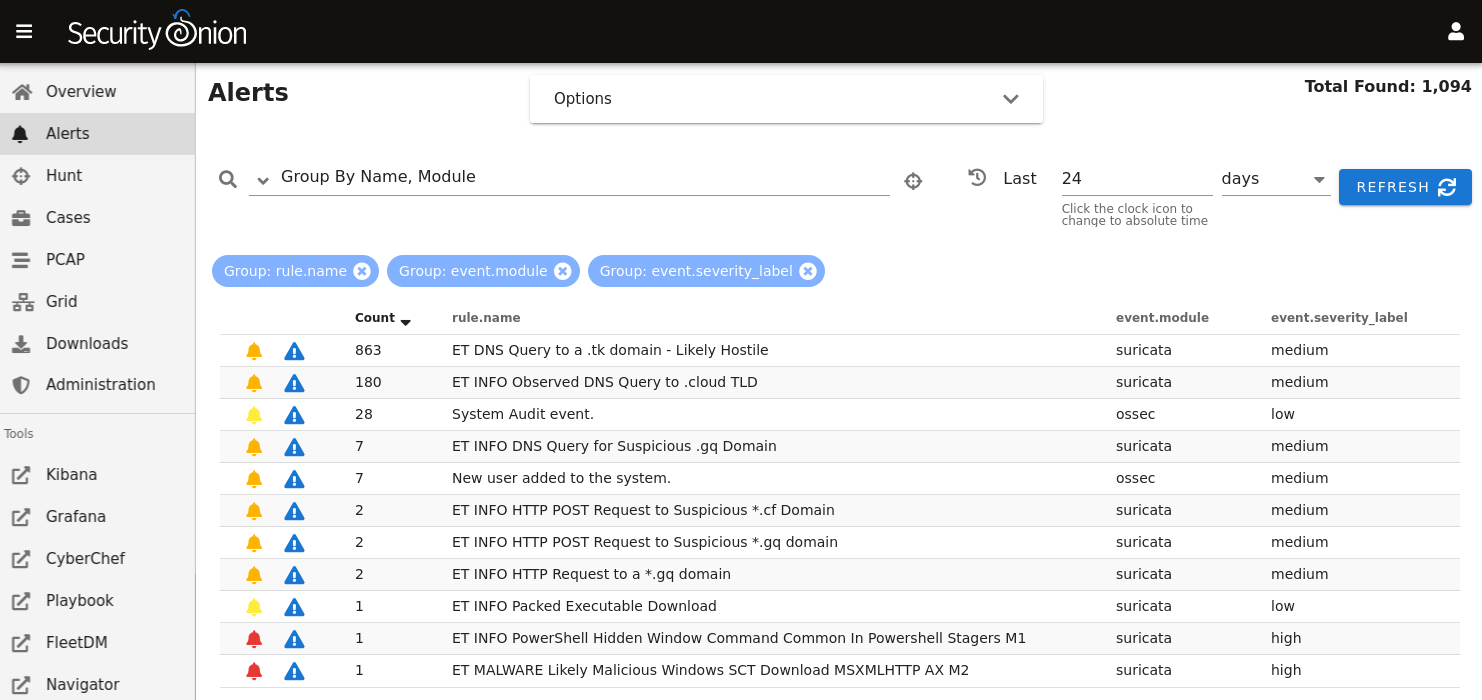 Security Onion
Overview
Alerts
Hunt
Cases
PCAP
Grid
Downloads
Administration
Tools
Kibana
Grafana
CyberChef
Playbook
FleetDM
Navigator
Alerts
Options
Total Found: 1,094
Group By Name, Module
Last 24 days REFRESH
Click the clock icon to
change to absolute time
Group: rule.name Group: event.module Group: event.severity_label
Count rule.name event.module event.severity_label
863 ET DNS Query to a .tk domain - Likely Hostile suricata medium
180 ET INFO Observed DNS Query to .cloud TLD suricata medium
28 System Audit event. ossec low
7 ET INFO DNS Query for Suspicious .gq Domain suricata medium
7 New user added to the system. ossec medium
2 ET INFO HTTP POST Request to Suspicious *.cf Domain suricata medium
2 ET INFO HTTP POST Request to Suspicious *.gq domain suricata medium
2 ET INFO HTTP Request to a *.gq domain suricata medium
1 ET INFO Packed Executable Download suricata low
1 ET INFO PowerShell Hidden Window Command Common In Powershell Stagers M1 suricata high
1 ET MALWARE Likely Malicious Windows SCT Download MSXMLHTTP AX M2 suricata high